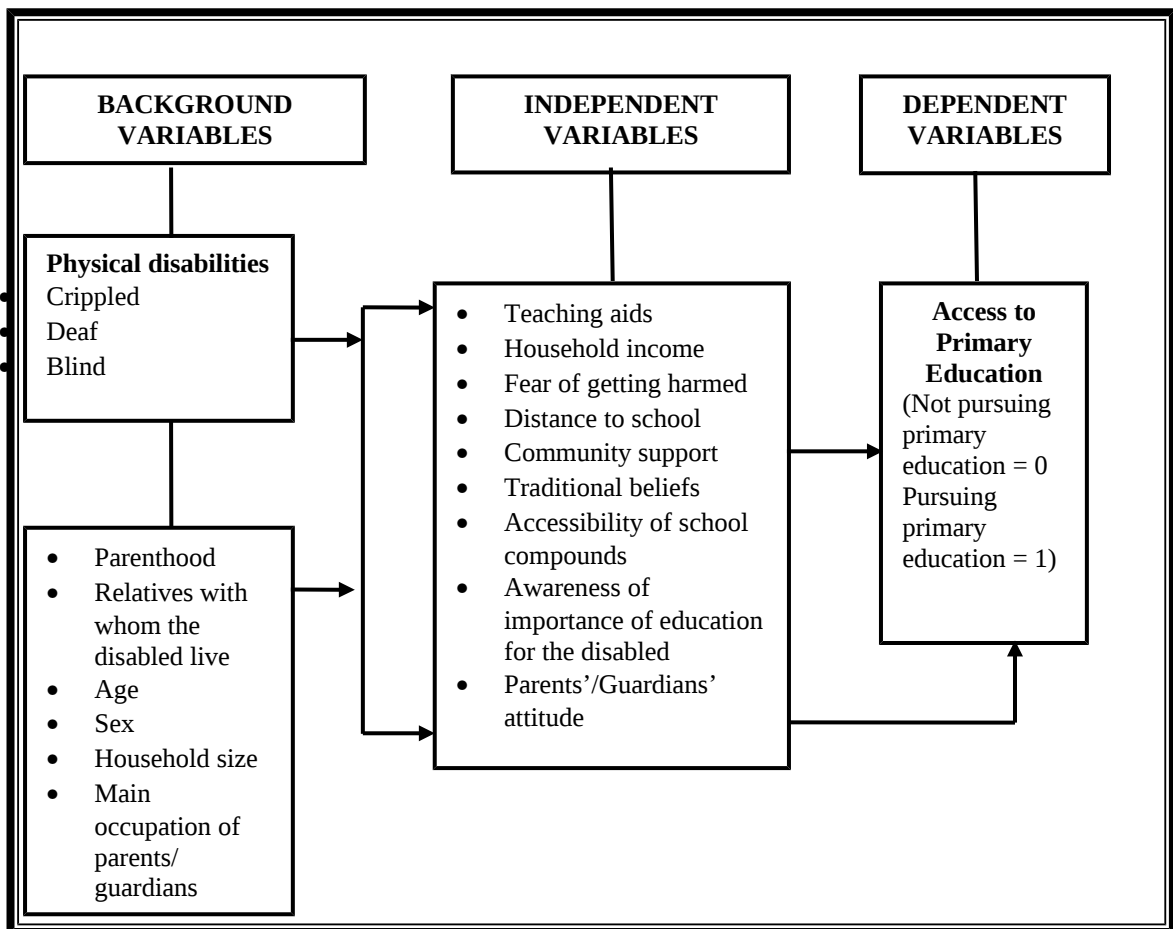 BACKGROUND
VARIABLES
INDEPENDENT
VARIABLES
DEPENDENT
VARIABLES
Physical disabilities
• Crippled
• Deaf
• Blind
• Parenthood
• Relatives with
whom the
disabled live
• Age
• Sex
• Household size
• Main
occupation of
parents/
guardians
• Teaching aids
• Household income
• Fear of getting harmed
• Distance to school
• Community support
• Traditional beliefs
• Accessibility of school
compounds
• Awareness of
importance of education
for the disabled
• Parents’/Guardians’
attitude
Access to
Primary
Education
(Not pursuing
primary
education = 0
Pursuing
primary
education = 1)